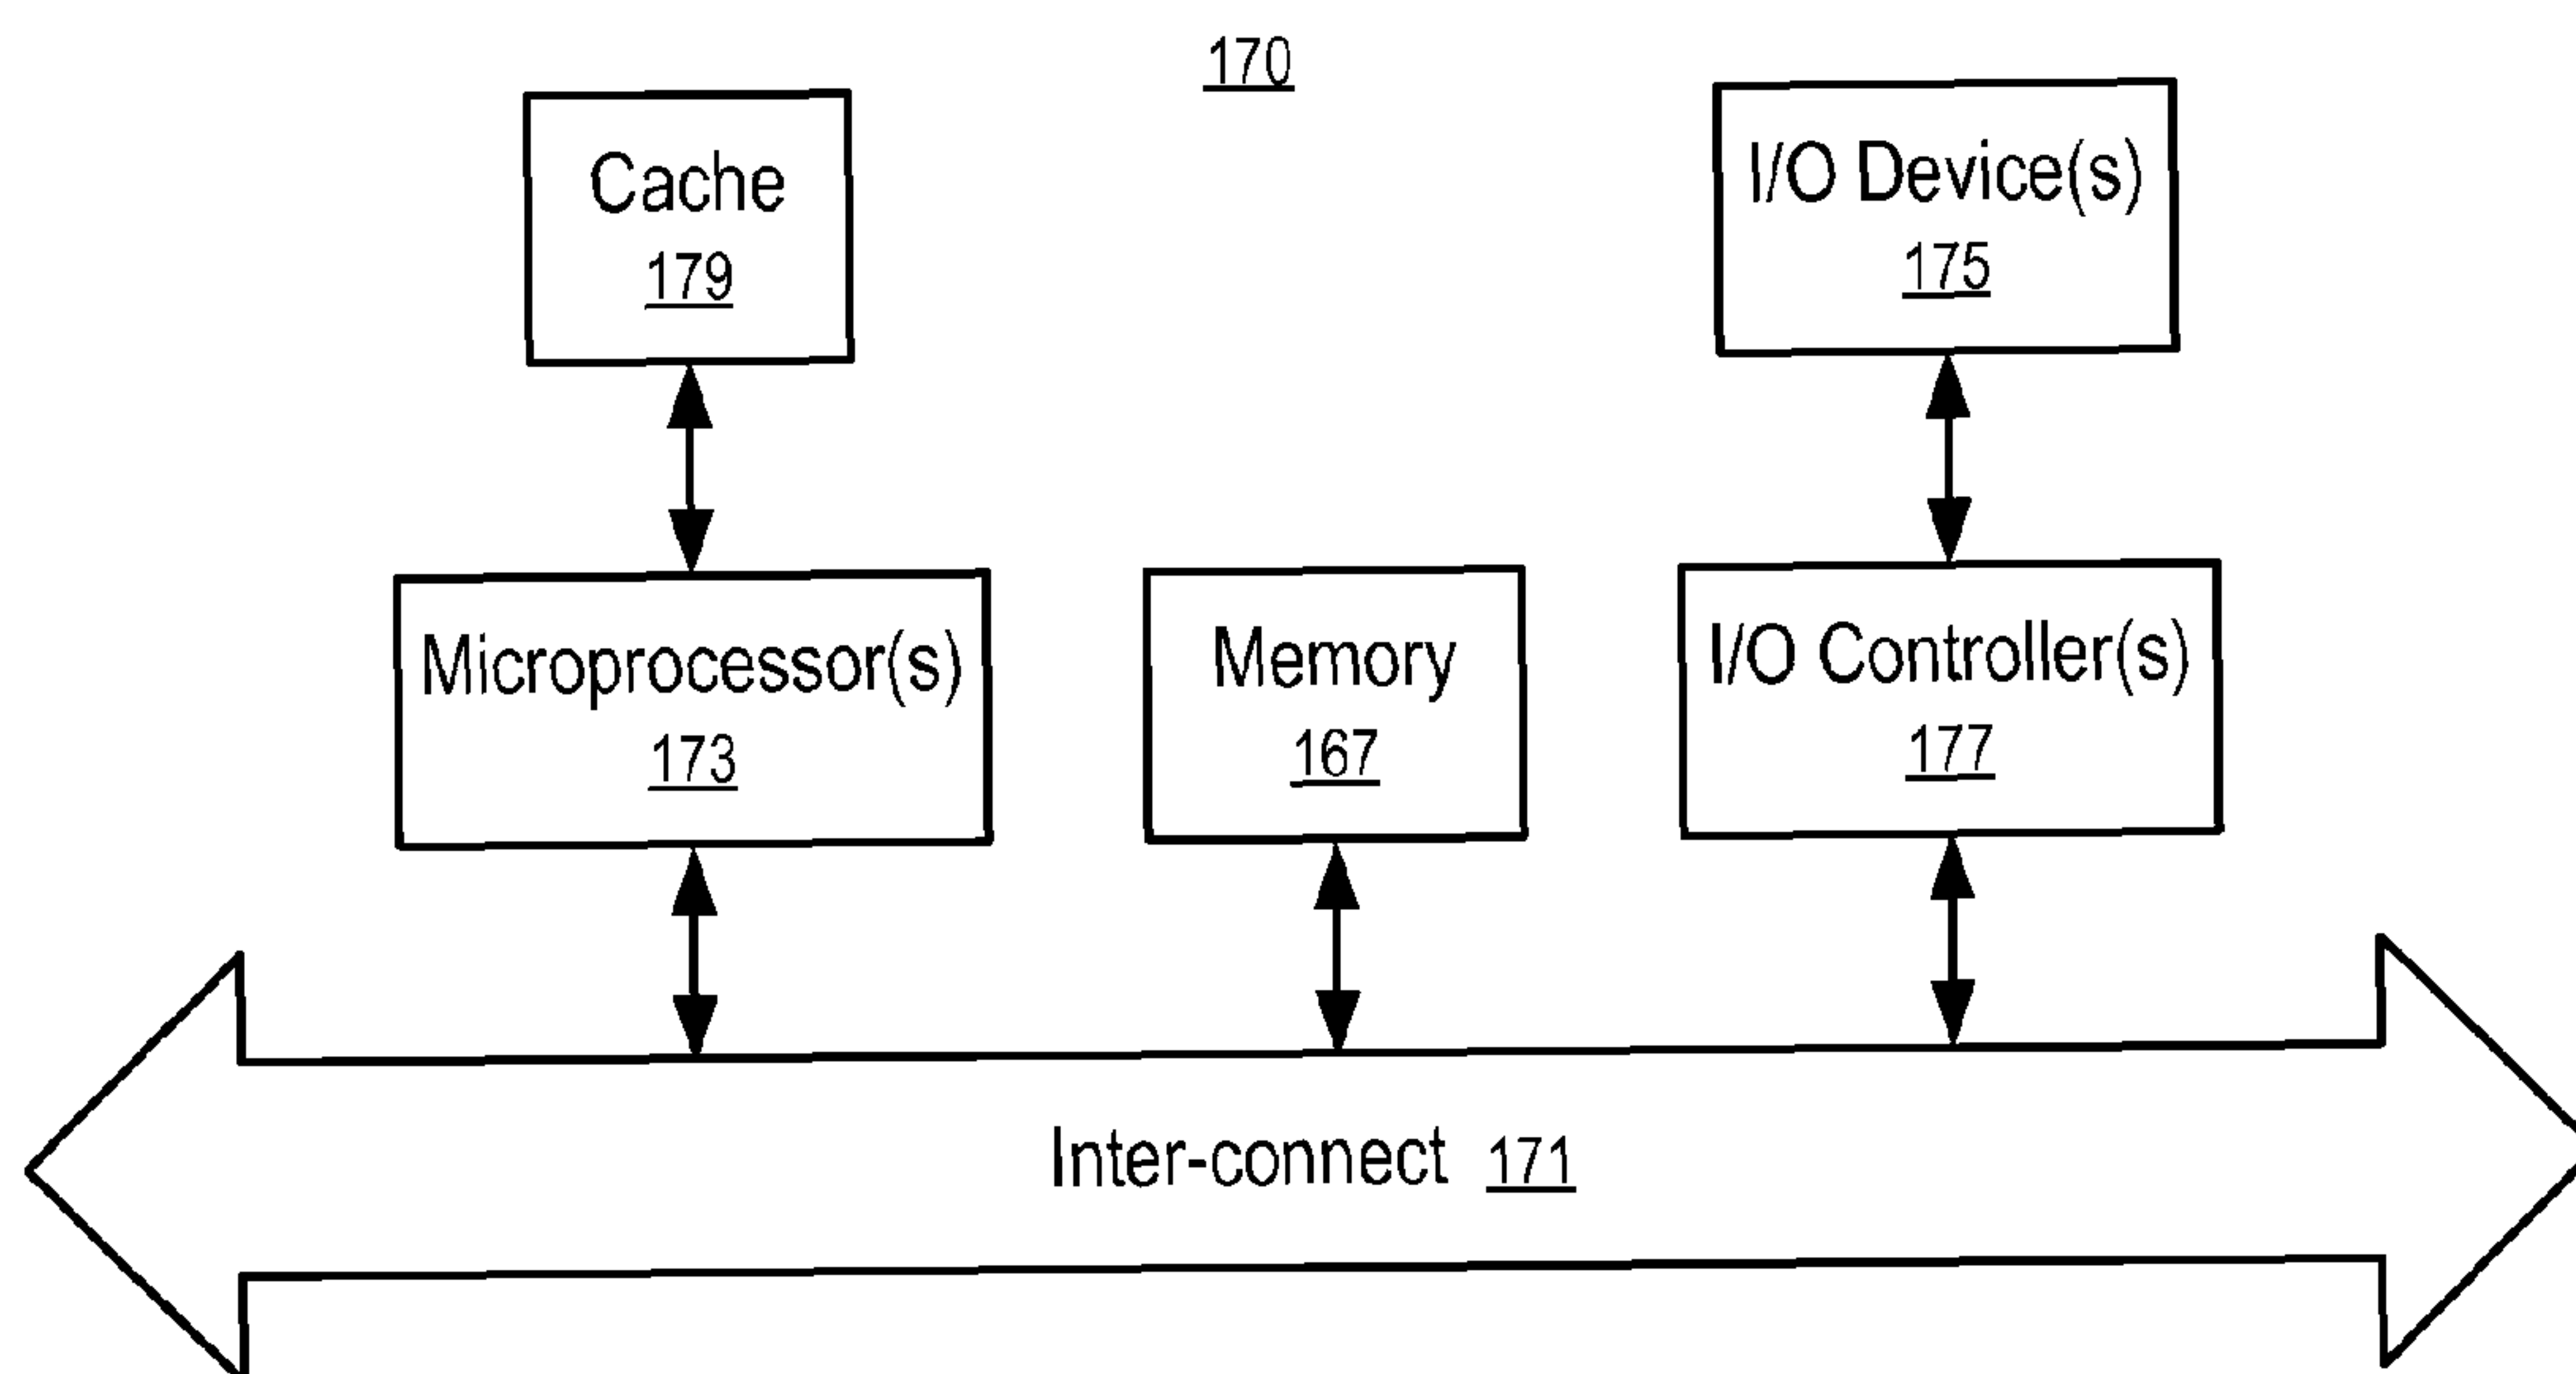 170
Cache
179
I/O Device(s)
175
Microprocessor(s)
173
Memory
167
I/O Controller(s)
177
Inter-connect 171